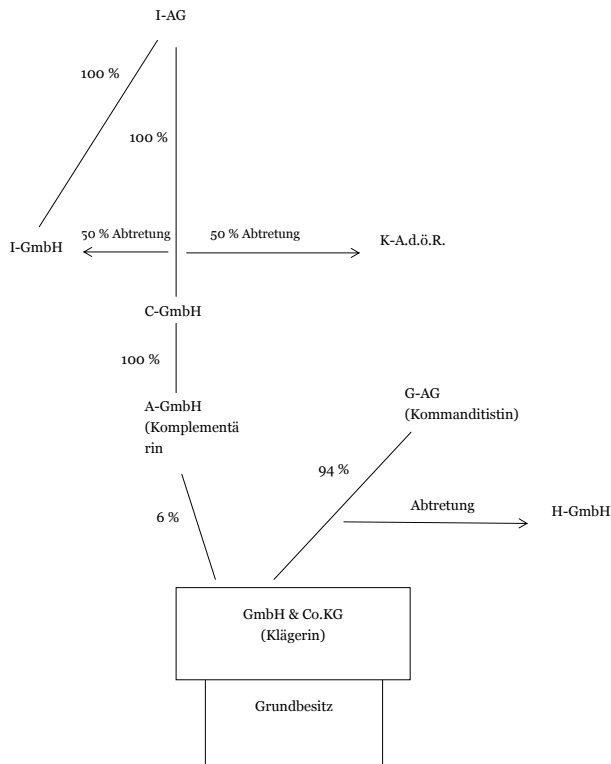 I-AG
100 %
100 %
50 % Abtretung
50 % Abtretung
K-A.d.ö.R.
I-GmbH
C-GmbH
100 %
A-GmbH
(Komplementä
rin
G-AG
(Kommanditistin)
94 %
Abtretung
H-GmbH
6 %
GmbH & Co.KG
(Klägerin)
Grundbesitz